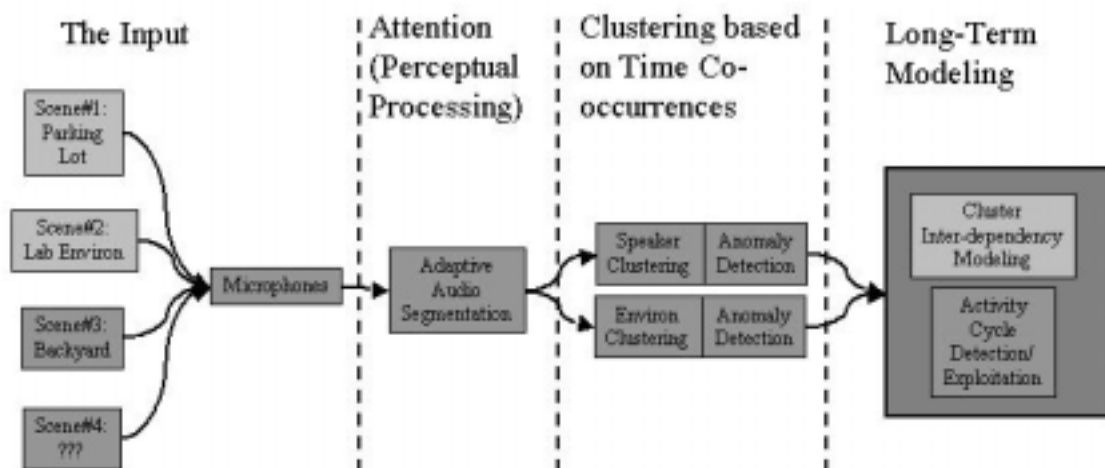 The Input
Attention
(Perceptual
Processing)
Clustering based
on Time Co-
occurrences
Long-Term
Modeling
Scene#1:
Parking
Lot
Scene#2:
Lab Environ
Scene#3:
Backyard
Scene#4:
???
Microphones
Adaptive
Audio
Segmentation
Speaker
Clustering
Anomaly
Detection
Environ
Clustering
Anomaly
Detection
Cluster
Inter-dependency
Modeling
Activity
Cycle
Detection/
Exploitation